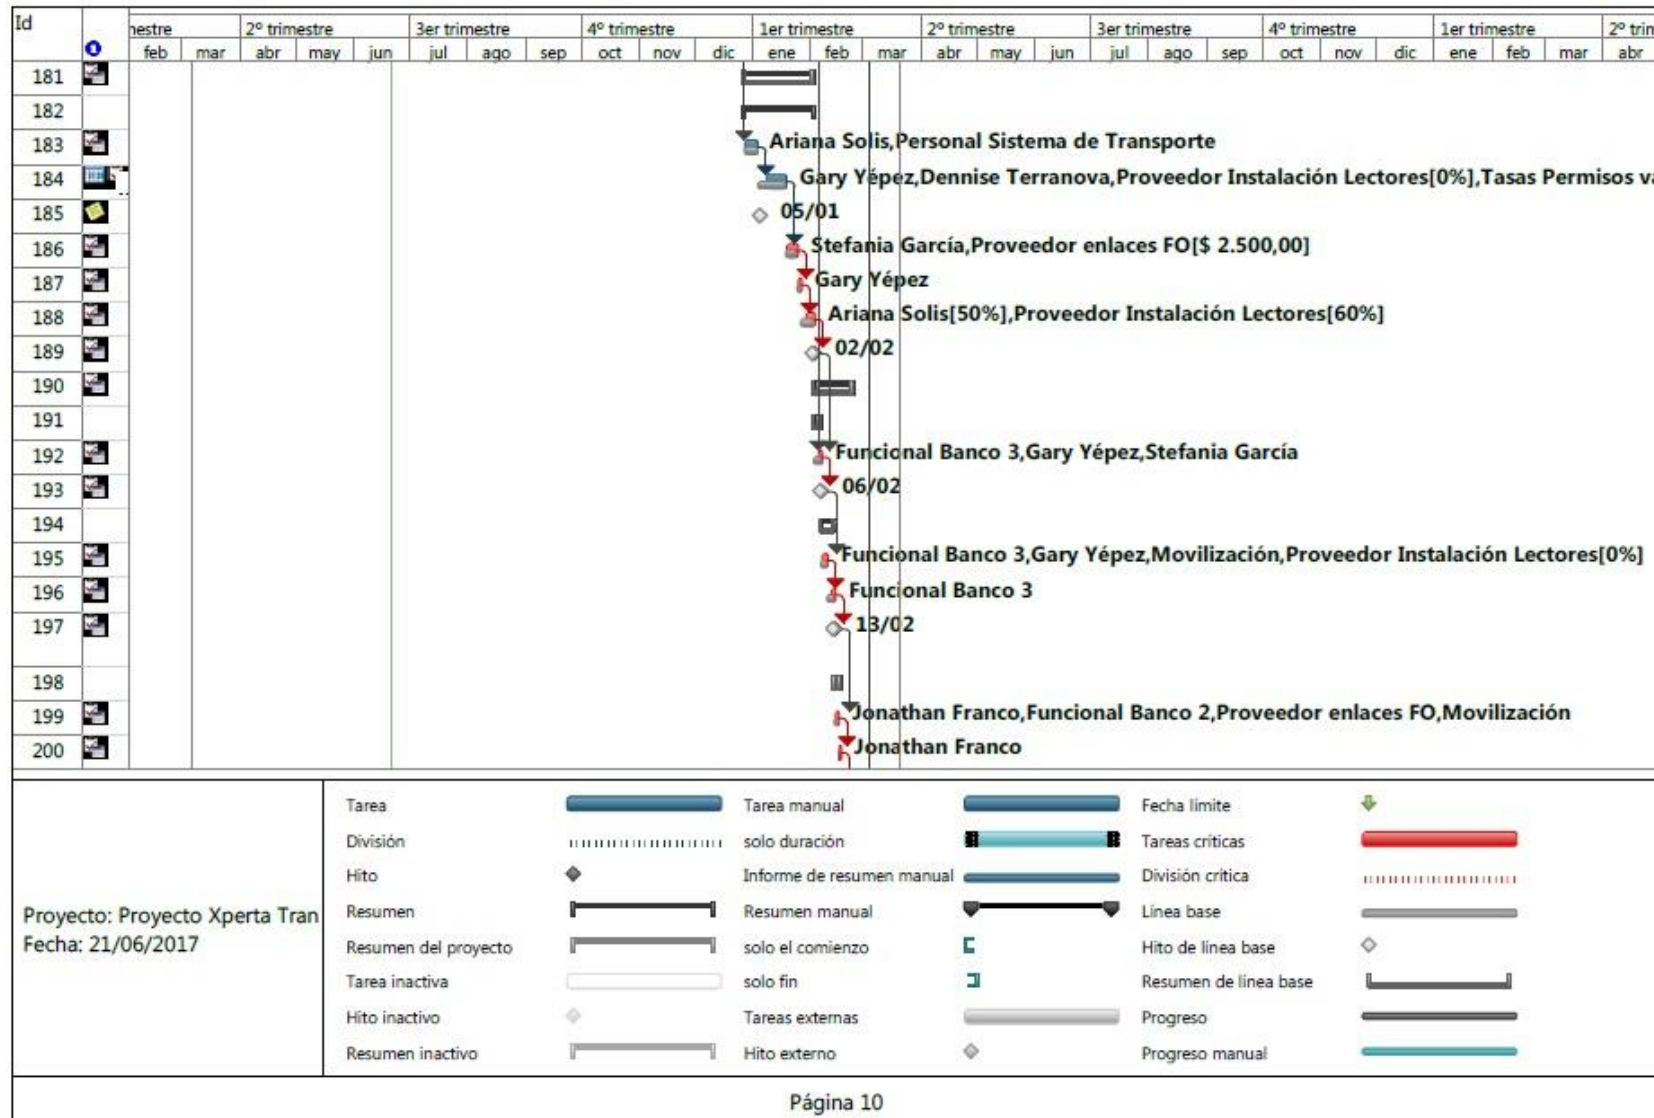 Id
nestre 2º trimestre 3er trimestre 4º trimestre 1er trimestre 2º trimestre 3er trimestre 4º trimestre 1er trimestre 2º trin
feb mar abr may jun jul ago sep oct nov dic ene feb mar abr may jun jul ago sep oct nov dic ene feb mar abr
181
182
183 Ariana Solis,Personal Sistema de Transporte
184 Gary Yépez,Dennise Terranova,Proveedor Instalación Lectores[0%],Tasas Permisos va
185 05/01
186 Stefania García,Proveedor enlaces FO[$ 2.500,00]
187 Gary Yépez
188 Ariana Solis[50%],Proveedor Instalación Lectores[60%]
189 02/02
190
191
192 Funcional Banco 3,Gary Yépez,Stefania García
193 06/02
194
195 Funcional Banco 3,Gary Yépez,Movilización,Proveedor Instalación Lectores[0%]
196 Funcional Banco 3
197 13/02
198
199 Jonathan Franco,Funcional Banco 2,Proveedor enlaces FO,Movilización
200 Jonathan Franco
Proyecto: Proyecto Xperta Tran
Fecha: 21/06/2017
Tarea Tarea manual Fecha límite
División solo duración Tareas críticas
Hito Informe de resumen manual División crítica
Resumen Resumen manual Línea base
Resumen del proyecto solo el comienzo Hito de línea base
Tarea inactiva solo fin Resumen de línea base
Hito inactivo Tareas externas Progreso
Resumen inactivo Hito externo Progreso manual
Página 10